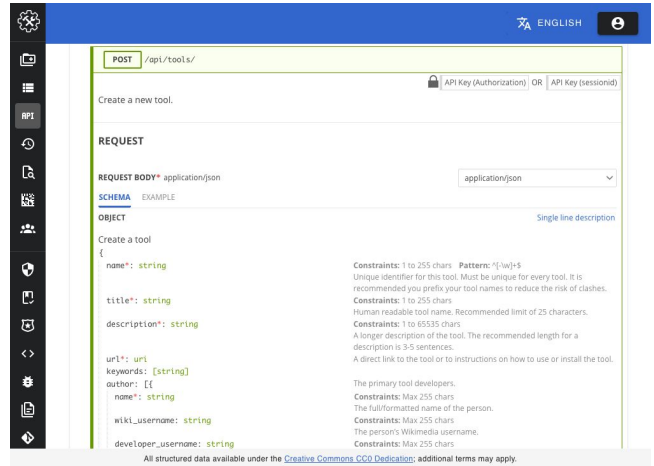 ENGLISH
API
POST /api/tools/
API Key (Authorization) OR API Key (sessionid)
Create a new tool.
REQUEST
REQUEST BODY* application/json
application/json
SCHEMA EXAMPLE
OBJECT
Single line description
Create a tool
{
name*: string
Constraints: 1 to 255 chars Pattern: ^[-\w]+$
Unique identifier for this tool. Must be unique for every tool. It is
recommended you prefix your tool names to reduce the risk of clashes.
title*: string
Constraints: 1 to 255 chars
Human readable tool name. Recommended limit of 25 characters.
description*: string
Constraints: 1 to 65535 chars
A longer description of the tool. The recommended length for a
description is 3-5 sentences.
url*: uri
A direct link to the tool or to instructions on how to use or install the tool.
keywords: [string]
author: [{
The primary tool developers.
name*: string
Constraints: Max 255 chars
The full/formatted name of the person.
wiki_username: string
Constraints: Max 255 chars
The person's Wikimedia username.
developer_username: string
Constraints: Max 255 chars
All structured data available under the Creative Commons CC0 Dedication; additional terms may apply.